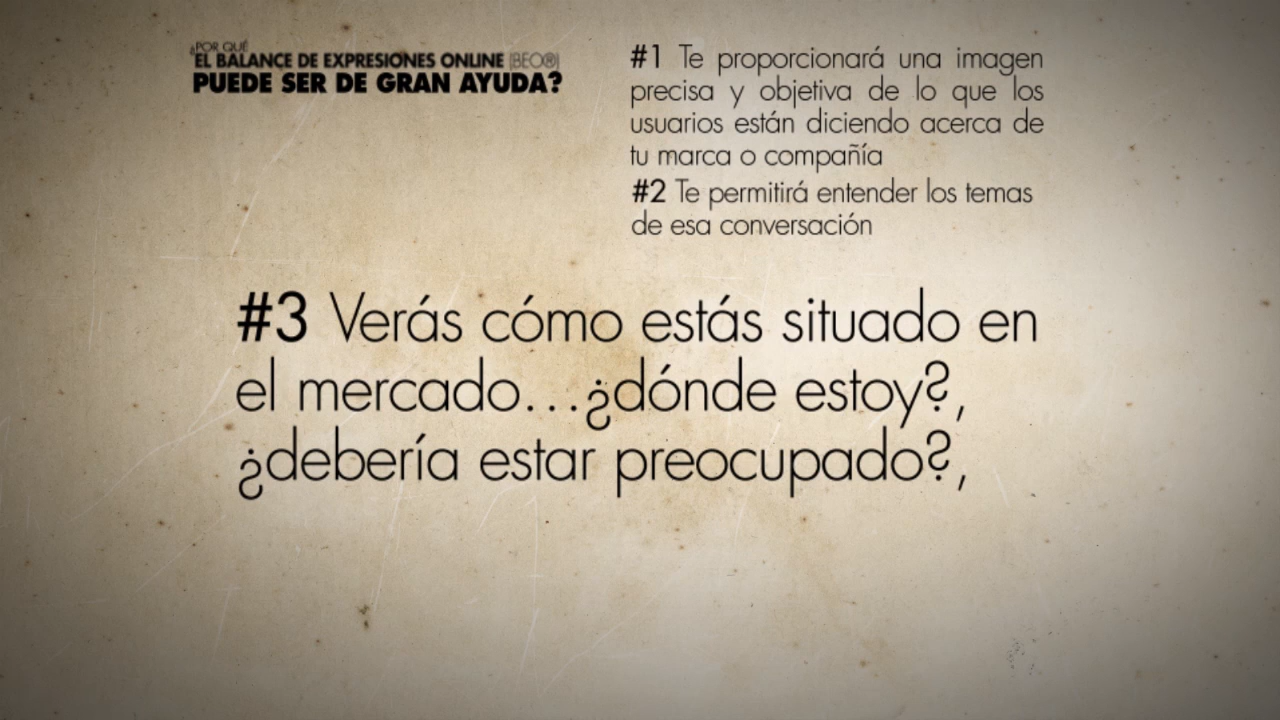 ¿POR QUÉ
EL BALANCE DE EXPRESIONES ONLINE (BEO®)
PUEDE SER DE GRAN AYUDA?
#1 Te proporcionará una imagen
precisa y objetiva de lo que los
usuarios están diciendo acerca de
tu marca o compañía
#2 Te permitirá entender los temas
de esa conversación
#3 Verás cómo estás situado en
el mercado...¿dónde estoy?,
¿debería estar preocupado?,